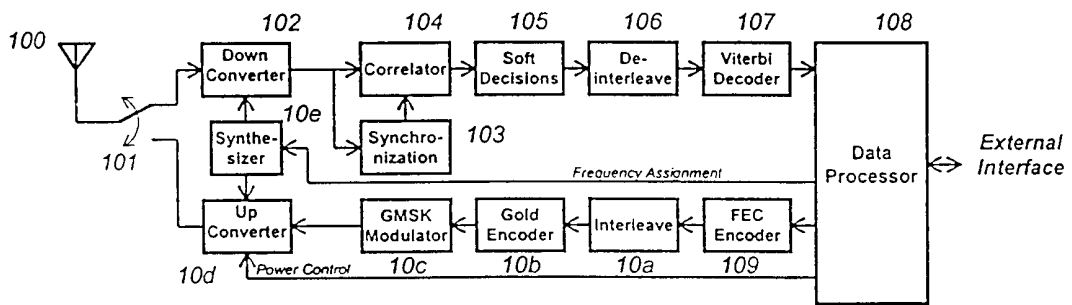 100
101
102
Down
Converter
10e
Synthe-
sizer
Up
Converter
10d
Power Control
104
Correlator
Synchro-
nization
103
105
Soft
Decisions
106
De-
interleave
107
Viterbi
Decoder
108
Data
Processor
External
Interface
Frequency Assianment
GMSK
Modulator
10c
Gold
Encoder
10b
Interleave
10a
FEC
Encoder
109